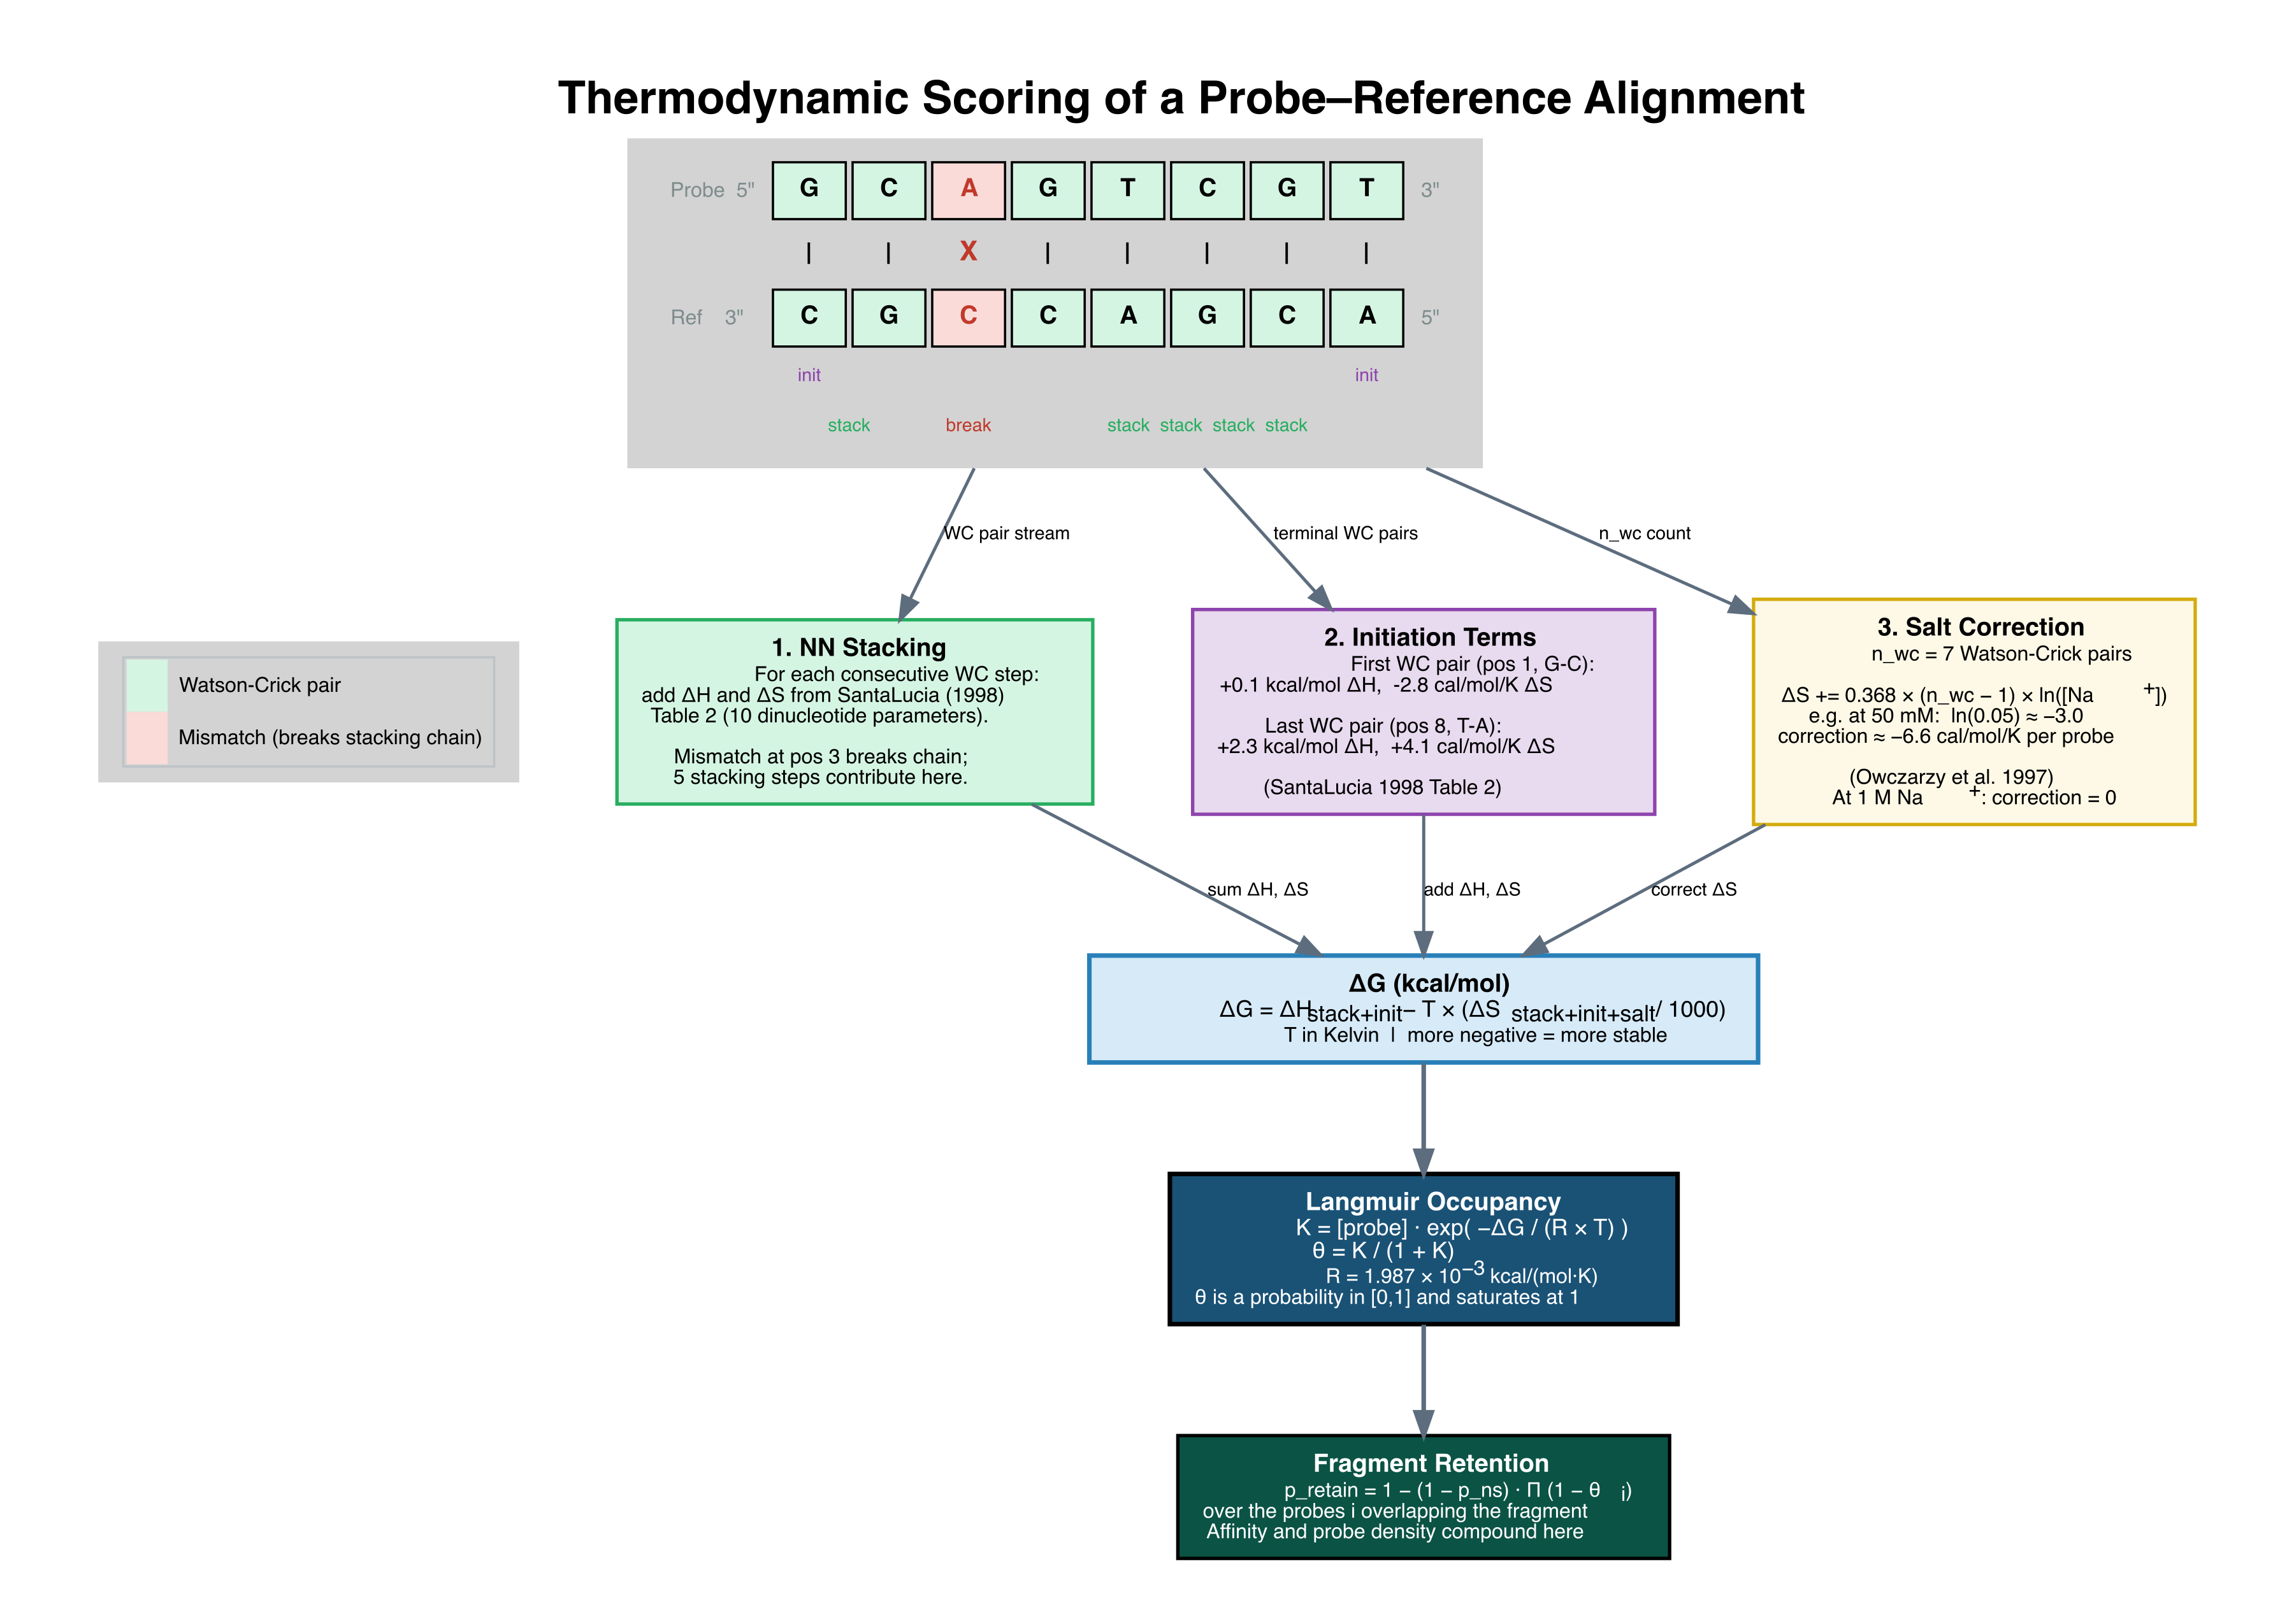 Thermodynamic Scoring of a Probe–Reference Alignment
Probe 5" G C A G T C G T 3"
| | X | | | | |
Ref 3" C G C C A G C A 5"
init init
stack break stack stack stack stack
WC pair stream
terminal WC pairs
n_wc count
Watson-Crick pair
Mismatch (breaks stacking chain)
1. NN Stacking
For each consecutive WC step:
add ΔH and ΔS from SantaLucia (1998)
Table 2 (10 dinucleotide parameters).
Mismatch at pos 3 breaks chain;
5 stacking steps contribute here.
2. Initiation Terms
First WC pair (pos 1, G-C):
+0.1 kcal/mol ΔH, -2.8 cal/mol/K ΔS
Last WC pair (pos 8, T-A):
+2.3 kcal/mol ΔH, +4.1 cal/mol/K ΔS
(SantaLucia 1998 Table 2)
3. Salt Correction
n_wc = 7 Watson-Crick pairs
ΔS += 0.368 × (n_wc − 1) × ln([Na +])
e.g. at 50 mM: ln(0.05) ≈ −3.0
correction ≈ −6.6 cal/mol/K per probe
(Owczarzy et al. 1997)
At 1 M Na +: correction = 0
sum ΔH, ΔS
add ΔH, ΔS
correct ΔS
ΔG (kcal/mol)
ΔG = ΔH stack+init − T × (ΔS stack+init+salt / 1000)
T in Kelvin | more negative = more stable
Langmuir Occupancy
K = [probe] · exp( −ΔG / (R × T) )
θ = K / (1 + K)
R = 1.987 × 10−3 kcal/(mol·K)
θ is a probability in [0,1] and saturates at 1
Fragment Retention
p_retain = 1 − (1 − p_ns) · Π (1 − θ i)
over the probes i overlapping the fragment
Affinity and probe density compound here